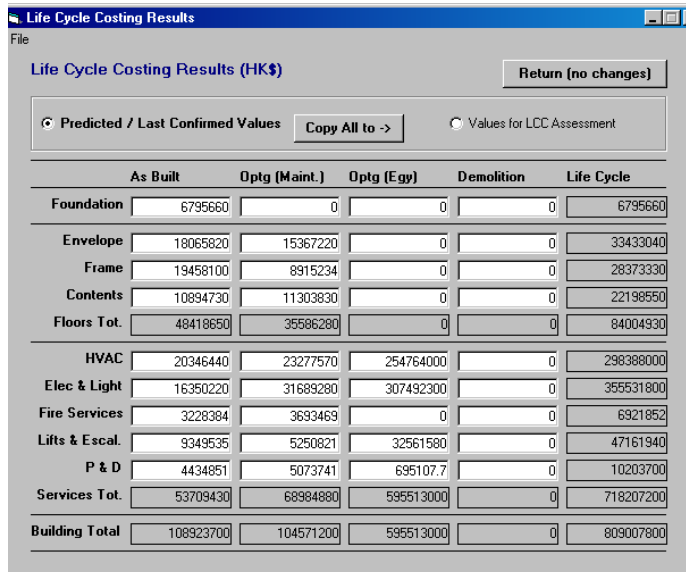 Life Cycle Costing Results
File
Life Cycle Costing Results (HK$) Return (no changes)
Predicted / Last Confirmed Values Copy All to -> Values for LCC Assessment
As Built Optg (Maint.) Optg (Egy) Demolition Life Cycle
Foundation 6795660 0 0 0 6795660
Envelope 18065820 15367220 0 0 33433040
Frame 19458100 8915234 0 0 28373330
Contents 10894730 11303830 0 0 22198550
Floors Tot. 48418650 35586280 0 0 84004930
HVAC 20346440 23277570 254764000 0 298388000
Elec & Light 16350220 31689280 307492300 0 355531800
Fire Services 3228384 3693469 0 0 6921852
Lifts & Escal. 9349535 5250821 32561580 0 47161940
P & D 4434851 5073741 695107.7 0 10203700
Services Tot. 53709430 68984880 595513000 0 718207200
Building Total 108923700 104571200 595513000 0 809007800